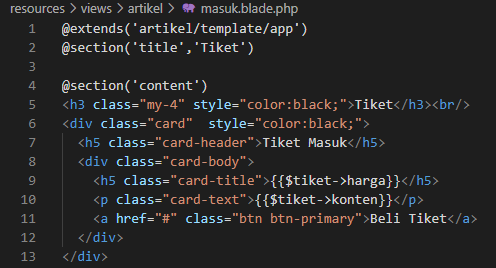 resources > views > artikel > masuk.blade.php
1 @extends('artikel/template/app')
2 @section('title','Tiket')
3
4 @section('content')
5 <h3 class="my-4" style="color:black;">Tiket</h3><br/>
6 <div class="card"  style="color:black;">
7   <h5 class="card-header">Tiket Masuk</h5>
8   <div class="card-body">
9     <h5 class="card-title">{{$tiket->harga}}</h5>
10     <p class="card-text">{{$tiket->konten}}</p>
11     <a href="#" class="btn btn-primary">Beli Tiket</a>
12   </div>
13 </div>